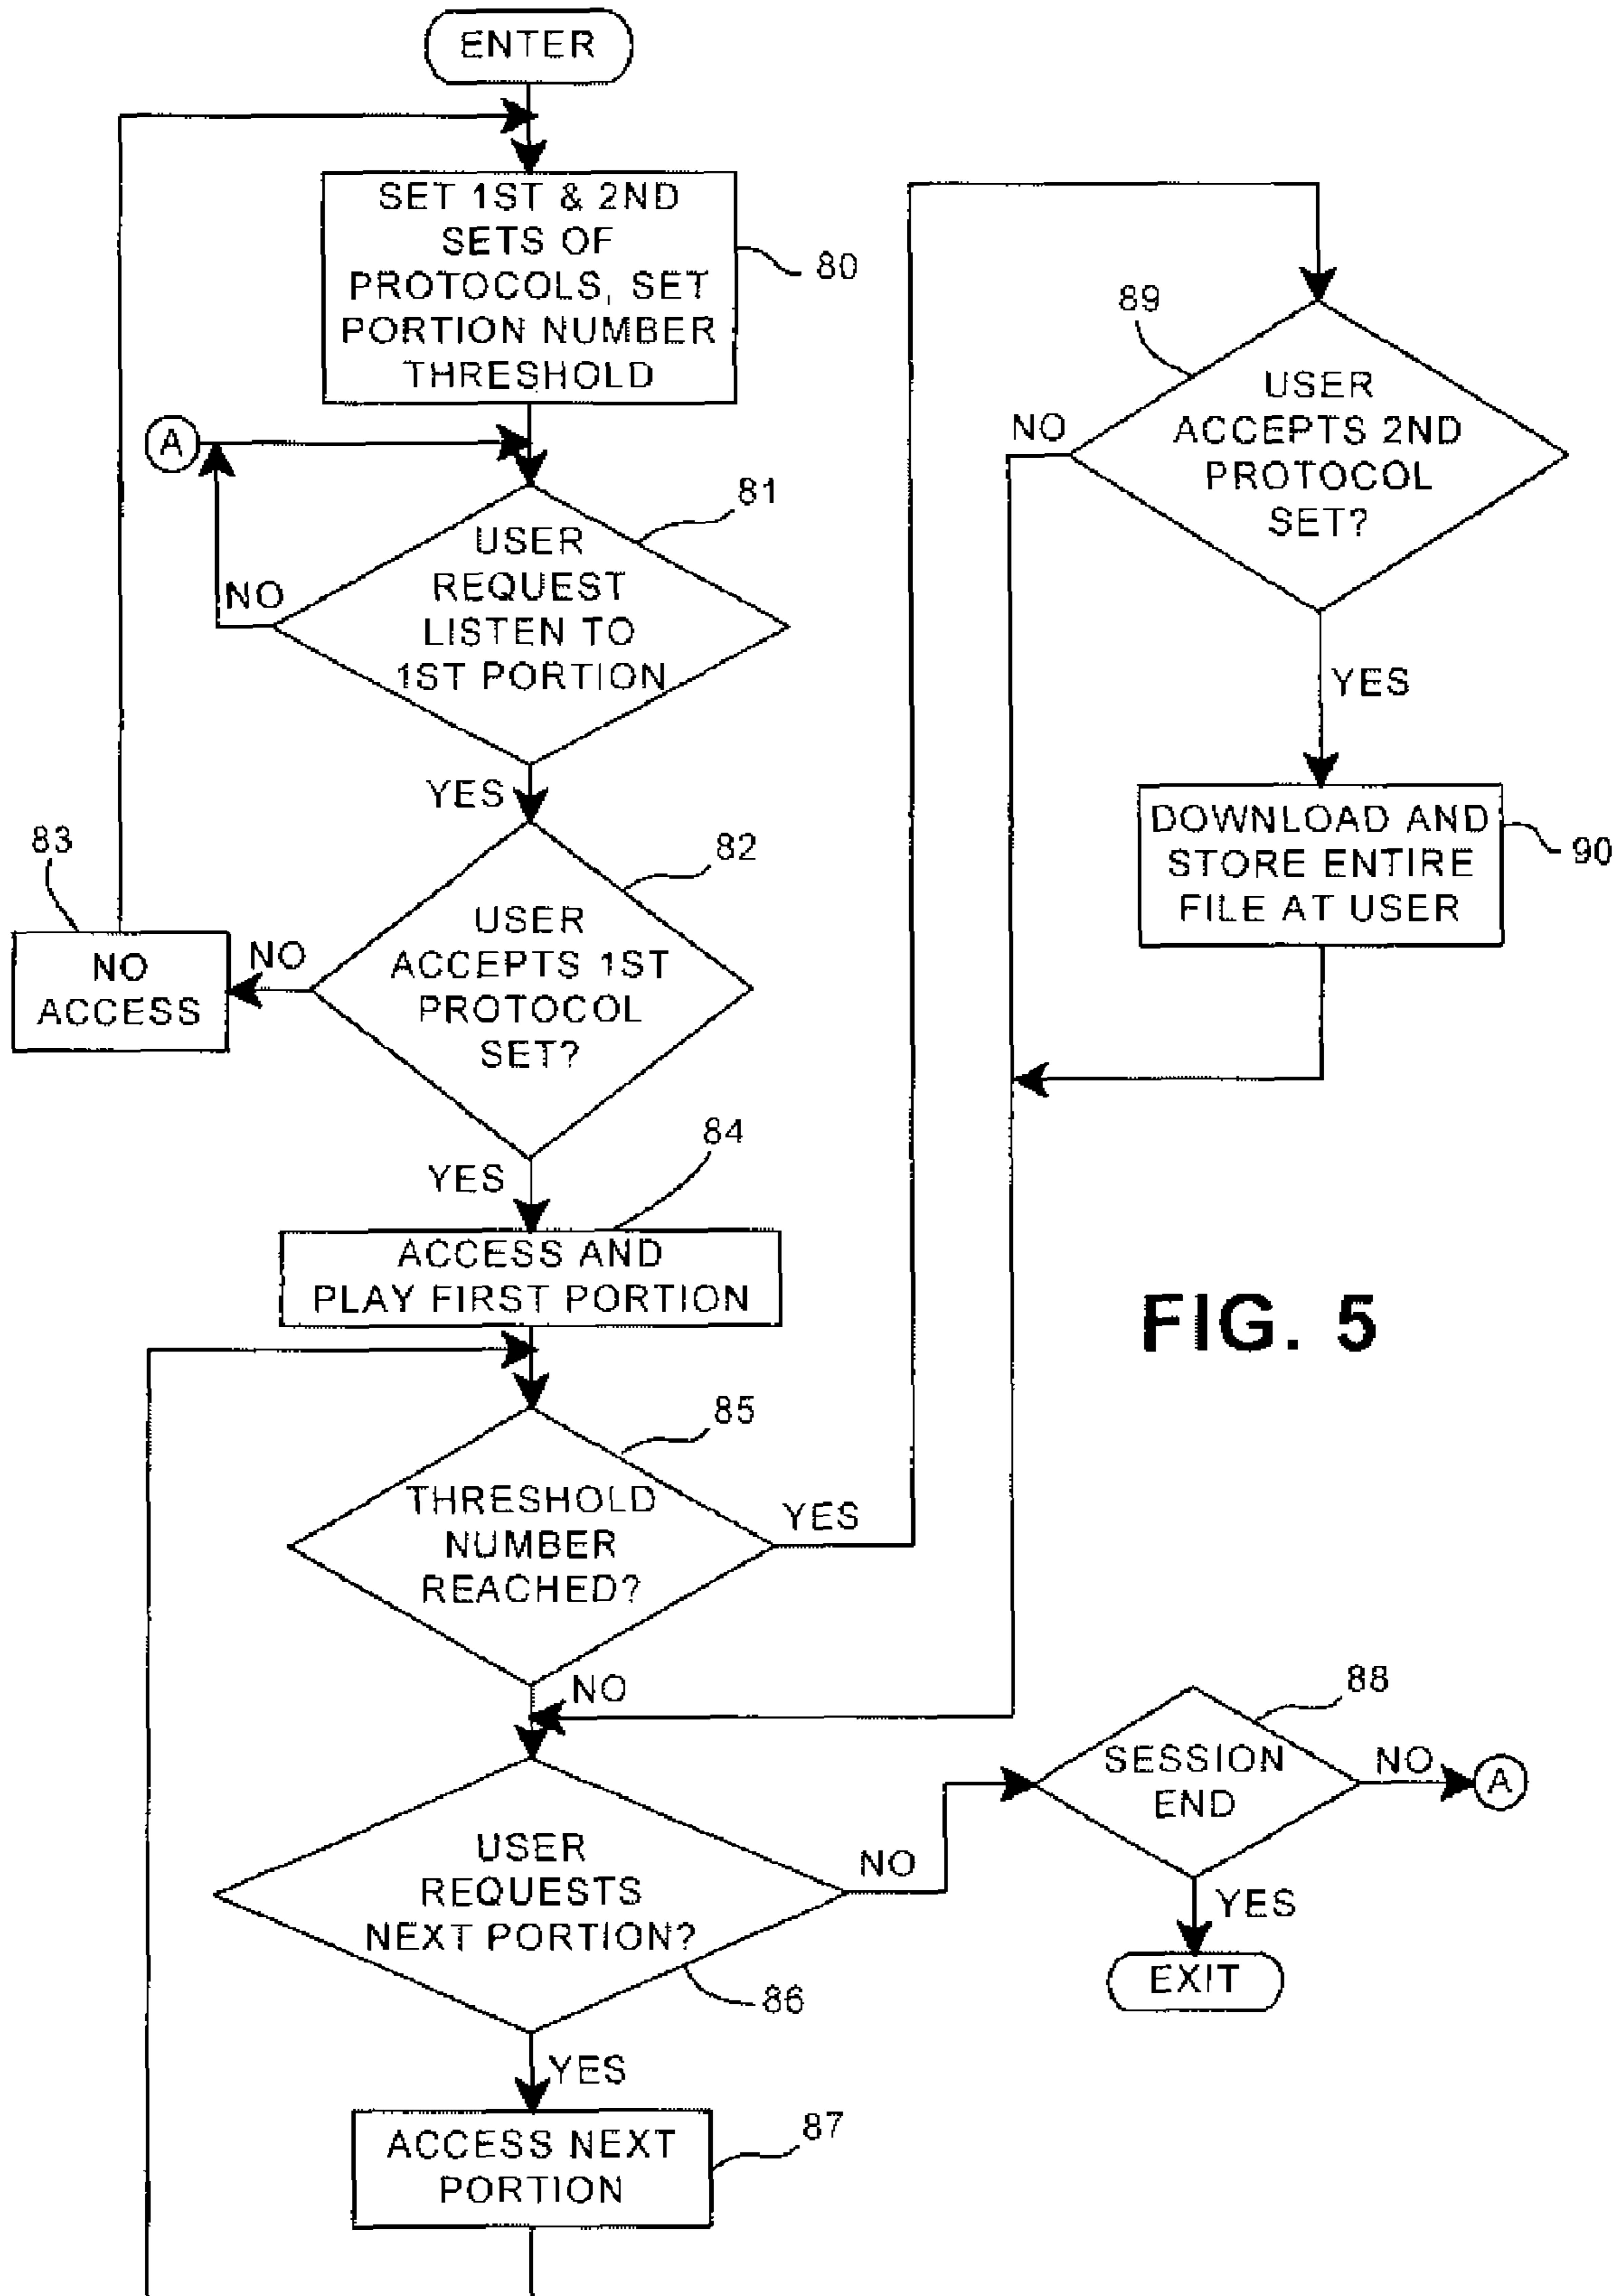 ENTER
SET 1ST & 2ND
SETS OF
PROTOCOLS, SET
PORTION NUMBER
THRESHOLD
80
A
81
USER
REQUEST
LISTEN TO
1ST PORTION
NO
YES
82
USER
ACCEPTS 1ST
PROTOCOL
SET?
NO
83
NO
ACCESS
YES
84
ACCESS AND
PLAY FIRST PORTION
85
THRESHOLD
NUMBER
REACHED?
YES
NO
USER
REQUESTS
NEXT PORTION?
86
NO
YES
ACCESS NEXT
PORTION
87
89
USER
ACCEPTS 2ND
PROTOCOL
SET?
NO
YES
DOWNLOAD AND
STORE ENTIRE
FILE AT USER
90
FIG. 5
88
SESSION
END
NO
A
YES
EXIT